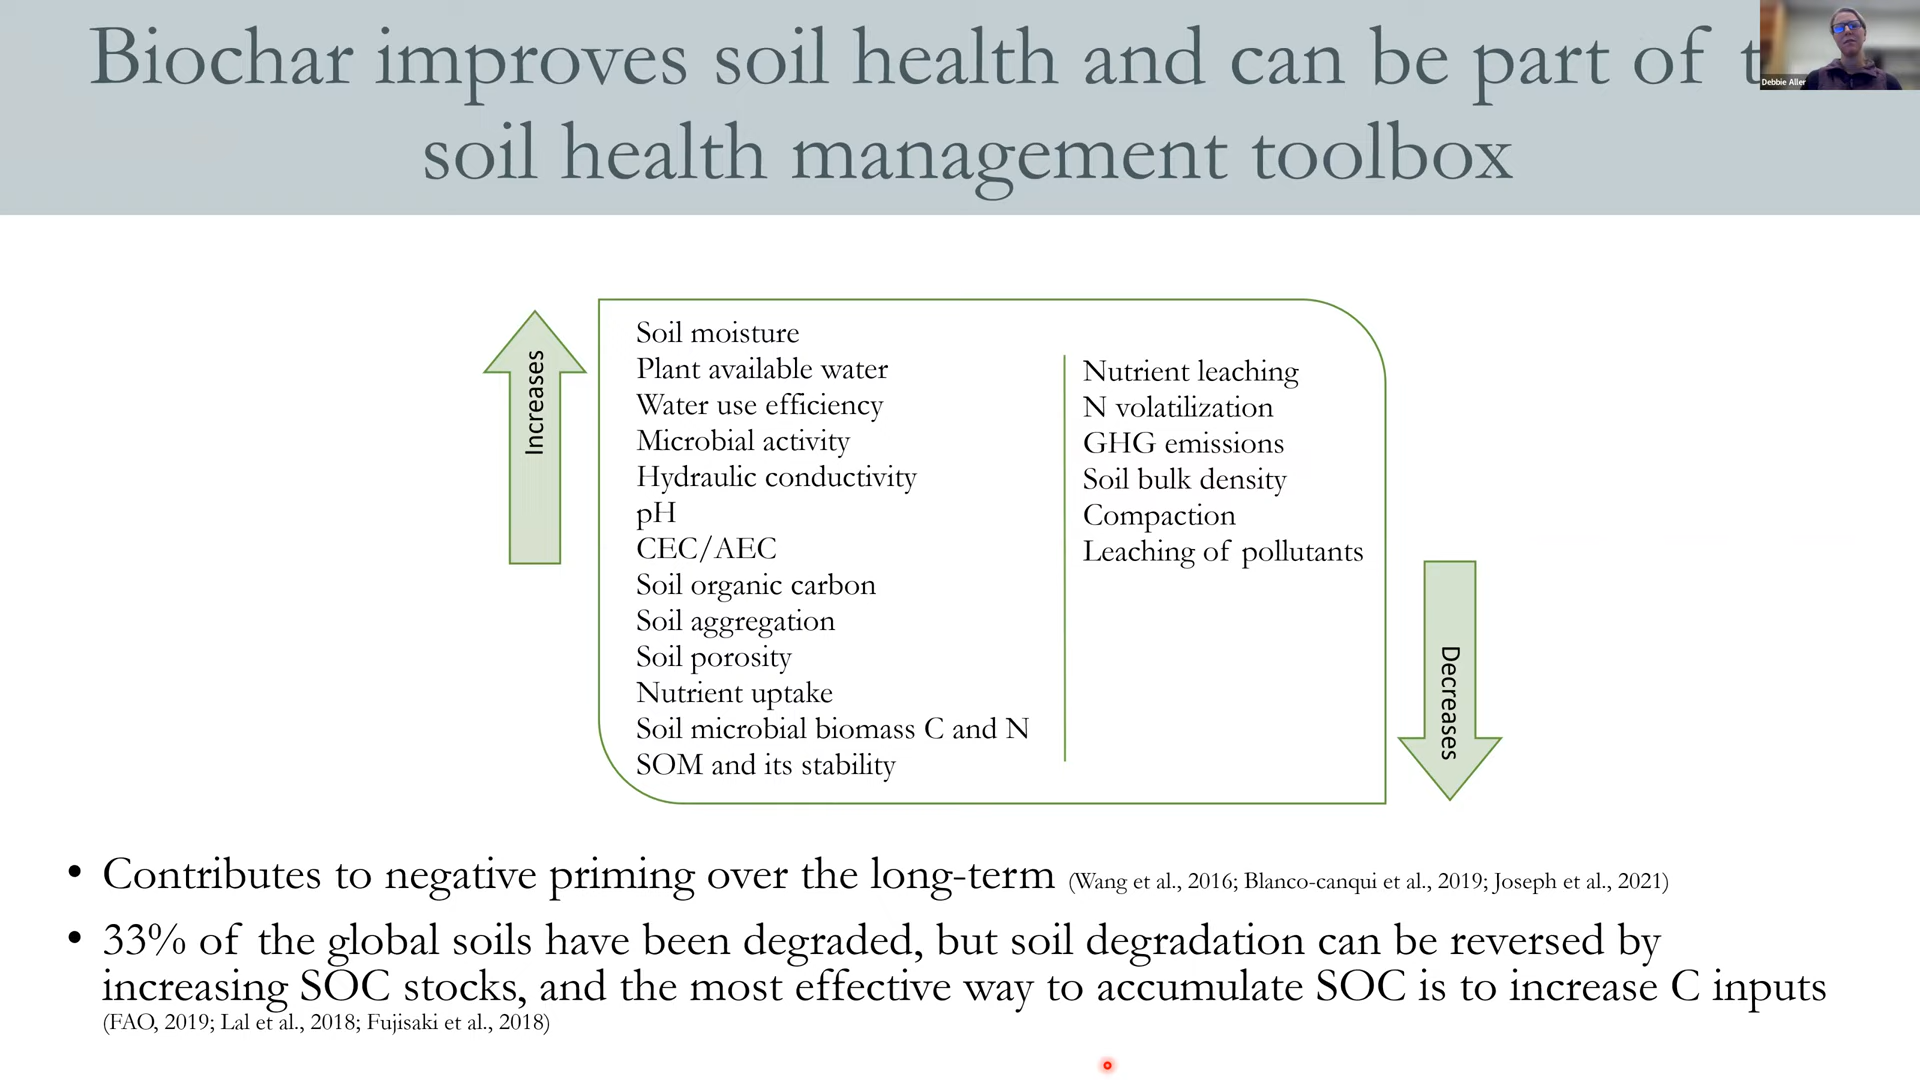 Biochar improves soil health and can be part of t
Debbie Aller
soil health management toolbox
Increases
Soil moisture
Plant available water
Water use efficiency
Microbial activity
Hydraulic conductivity
pH
CEC/AEC
Soil organic carbon
Soil aggregation
Soil porosity
Nutrient uptake
Soil microbial biomass C and N
SOM and its stability
Nutrient leaching
N volatilization
GHG emissions
Soil bulk density
Compaction
Leaching of pollutants
Decreases
• Contributes to negative priming over the long-term (Wang et al., 2016; Blanco-canqui et al., 2019; Joseph et al., 2021)
• 33% of the global soils have been degraded, but soil degradation can be reversed by
increasing SOC stocks, and the most effective way to accumulate SOC is to increase C inputs
(FAO, 2019; Lal et al., 2018; Fujisaki et al., 2018)